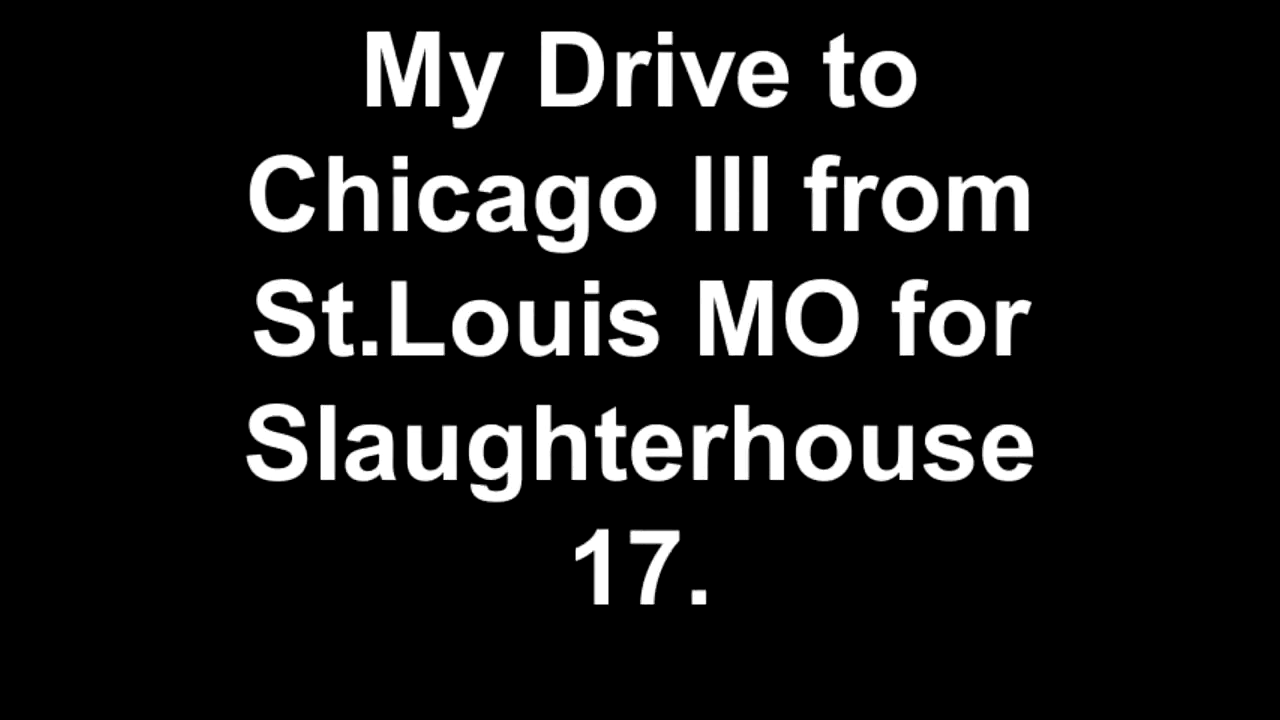 My Drive to
Chicago Ill from
St.Louis MO for
Slaughterhouse
17.